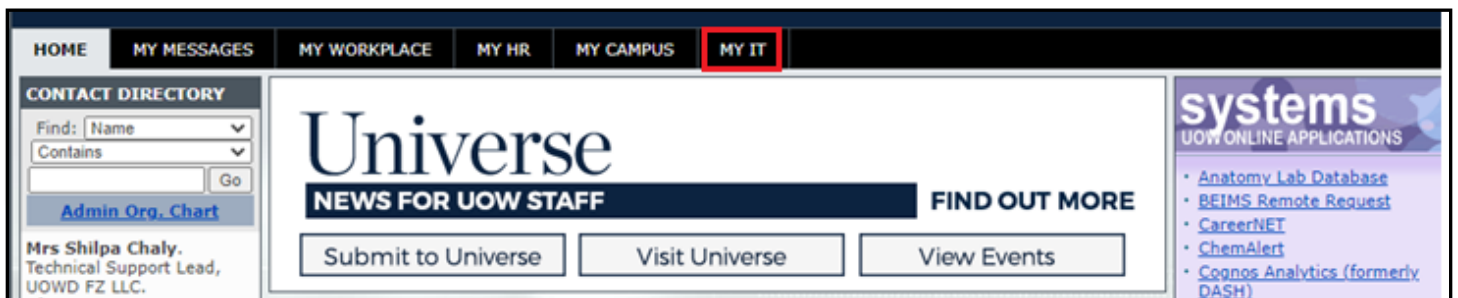 HOME MY MESSAGES MY WORKPLACE MY HR MY CAMPUS MY IT
CONTACT DIRECTORY
Find: Name
Contains
Go
Admin Org. Chart
Mrs Shilpa Chaly.
Technical Support Lead,
UOWD FZ LLC.
Universe
NEWS FOR UOW STAFF FIND OUT MORE
Submit to Universe Visit Universe View Events
systems
UOW ONLINE APPLICATIONS
• Anatomy Lab Database
• BEIMS Remote Request
• CareerNET
• ChemAlert
• Cognos Analytics (formerly
DASH)